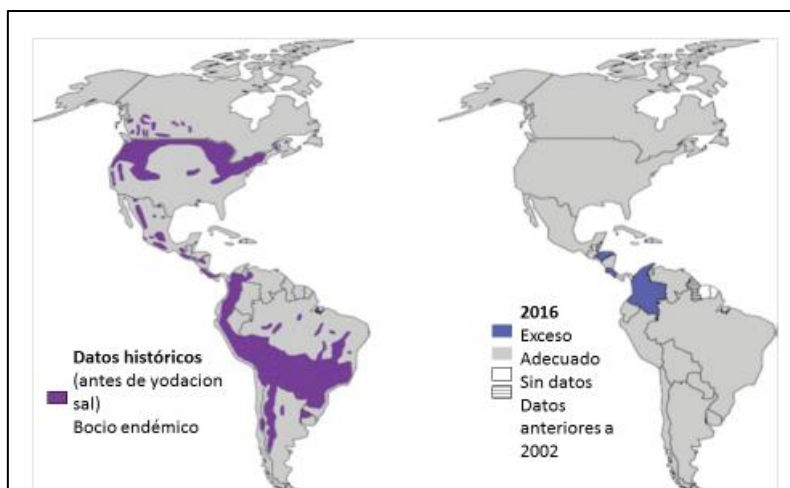 Datos históricos
(antes de yodacion
sal)
Bocio endémico
2016
Exceso
Adecuado
Sin datos
Datos
anteriores a
2002